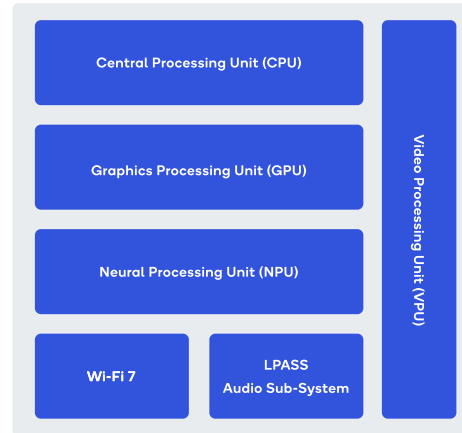 Central Processing Unit (CPU)
Graphics Processing Unit (GPU)
Neural Processing Unit (NPU)
Wi-Fi 7
LPASS
Audio Sub-System
Video Processing Unit (VPU)